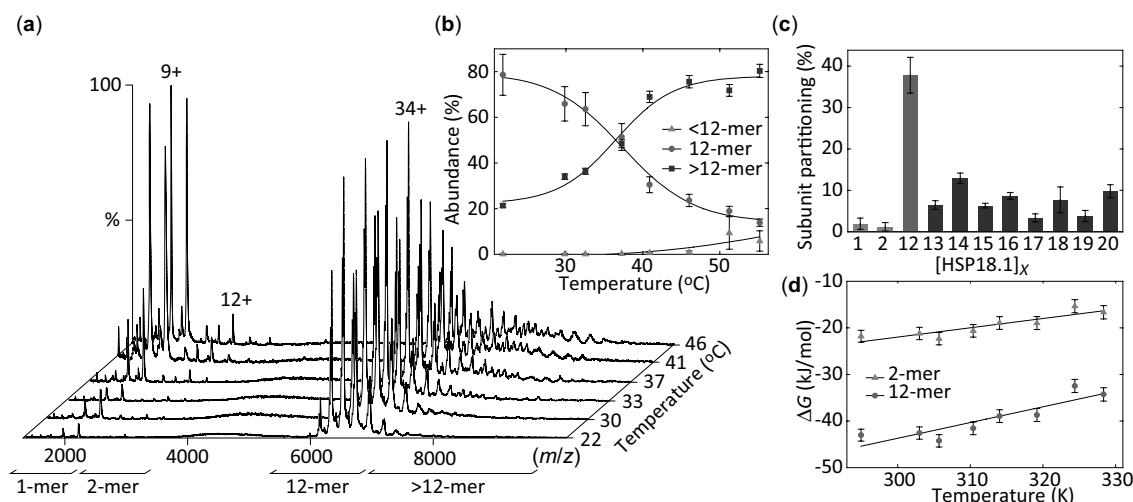 (a)
100
%
9+
12+
34+
46
41
37
33
30
22
Temperature (ºC)
2000
4000
6000
8000
(m/z)
1-mer
2-mer
12-mer
>12-mer
(b)
Abundance (%)
80
60
40
20
0
<12-mer
12-mer
>12-mer
30
40
50
Temperature (ºC)
(c)
Subunit partitioning (%)
40
30
20
10
0
1 2 12 13 14 15 16 17 18 19 20
[HSP18.1]X
(d)
ΔG (kJ/mol)
-10
-20
-30
-40
-50
2-mer
12-mer
300
310
320
330
Temperature (K)